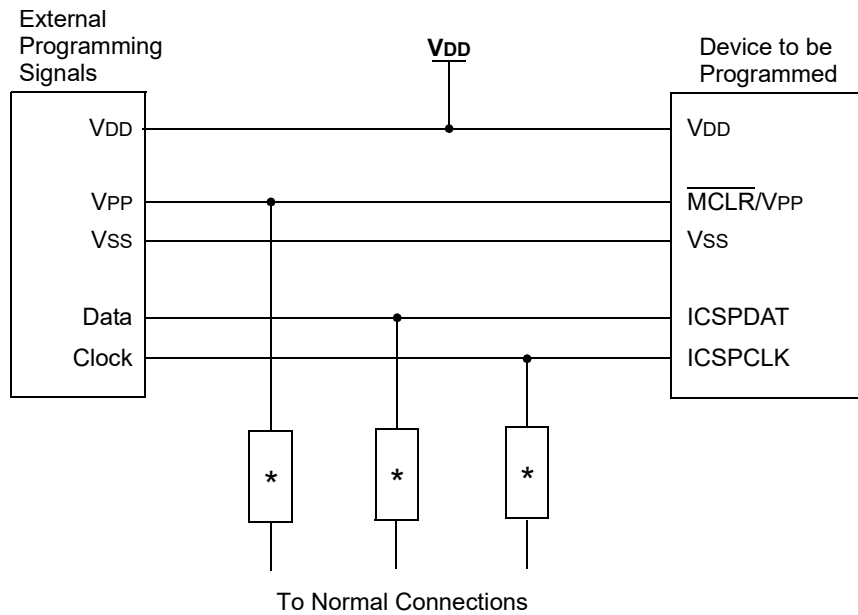 External
Programming
Signals
VDD
Device to be
Programmed
VDD
VPP
VSS
Data
Clock
VDD
MCLR/VPP
VSS
ICSPDAT
ICSPCLK
*
*
*
To Normal Connections